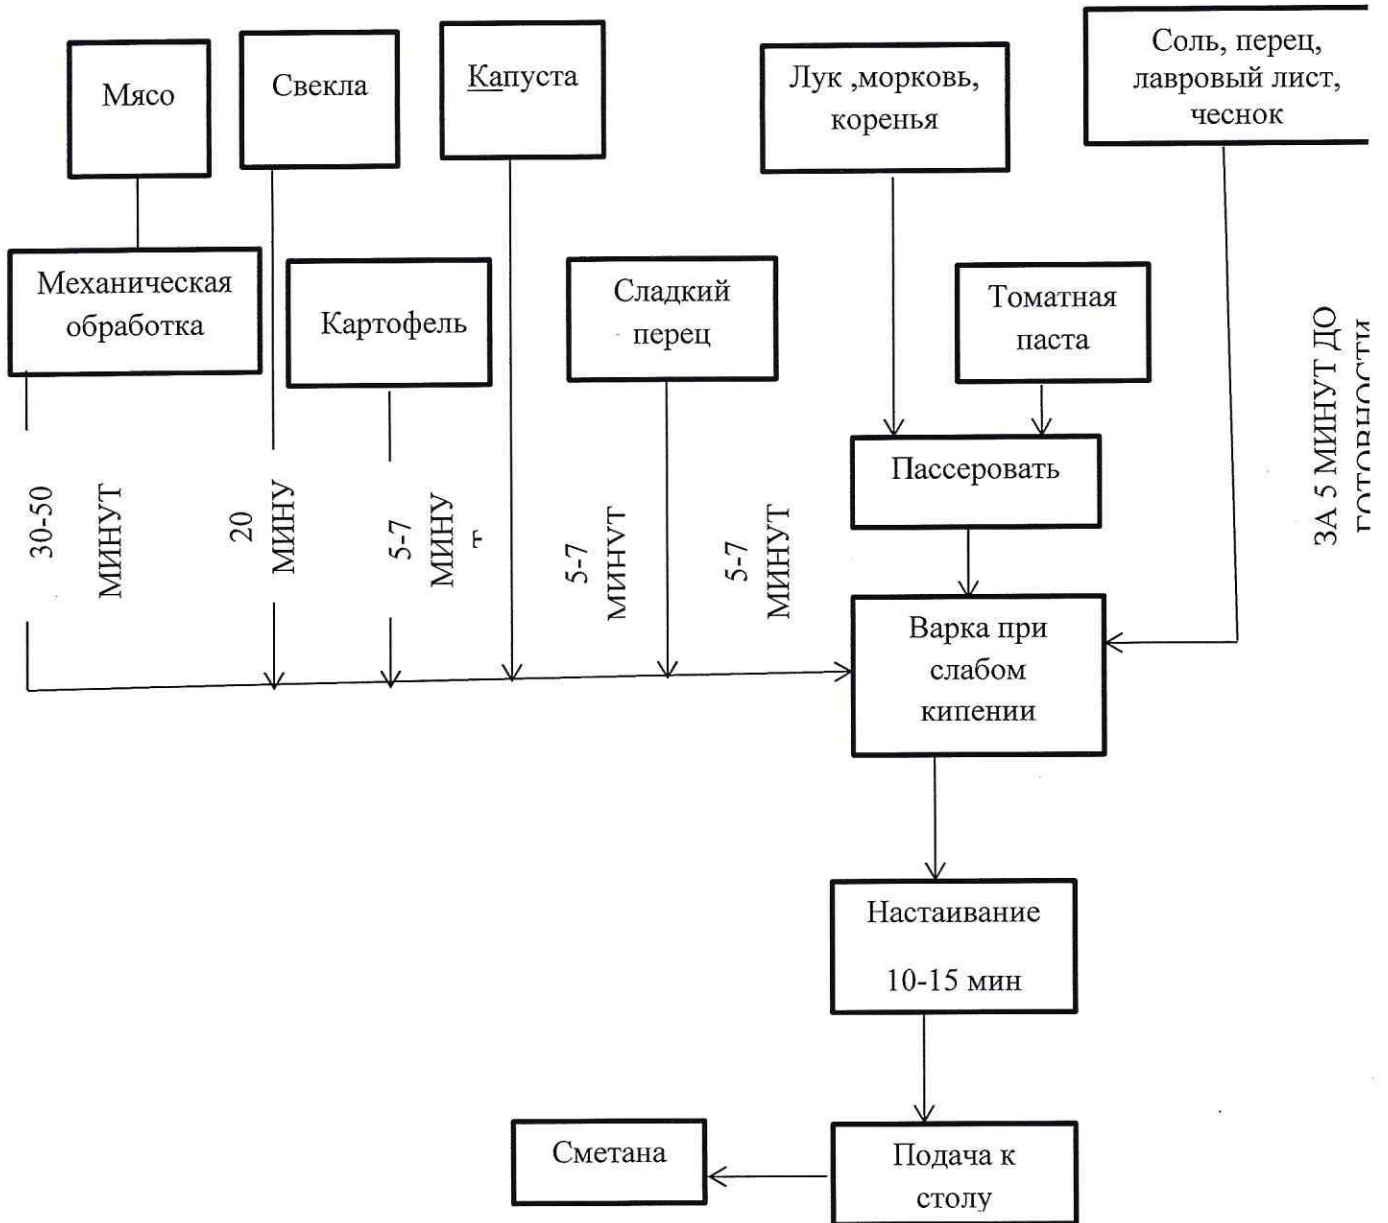 Мясо
Свекла
Капуста
Лук ,морковь,
коренья
Соль, перец,
лавровый лист,
чеснок
Механическая
обработка
Картофель
Сладкий
перец
Томатная
паста
Пассеровать
30-50
МИНУТ
20
МИНУ
5-7
МИНУ
5-7
МИНУТ
5-7
МИНУТ
ЗА 5 МИНУТ ДО
ГОТОВНОСТИ
Варка при
слабом
кипении
Настаивание
10-15 мин
Сметана
Подача к
столу